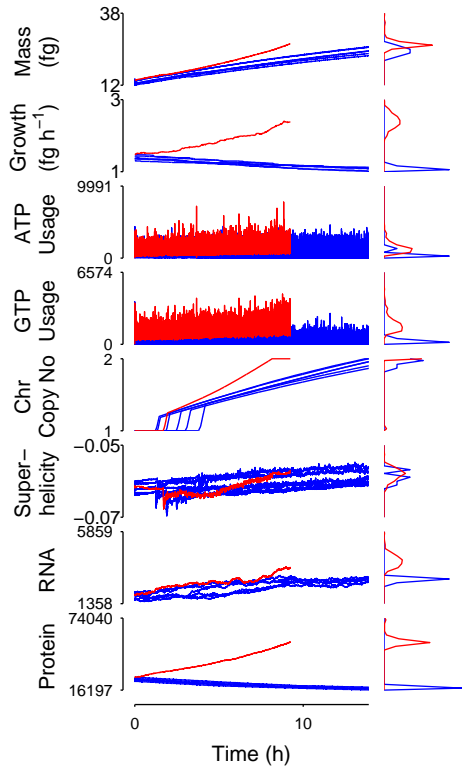 38
Mass
(fg)
12
3
Growth
(fg h⁻¹)
1
9991
ATP
Usage
0
6574
GTP
Usage
0
2
Chr
Copy No
1
−0.05
Super−
helicity
−0.07
5859
RNA
1358
74040
Protein
16197
0 10
Time (h)